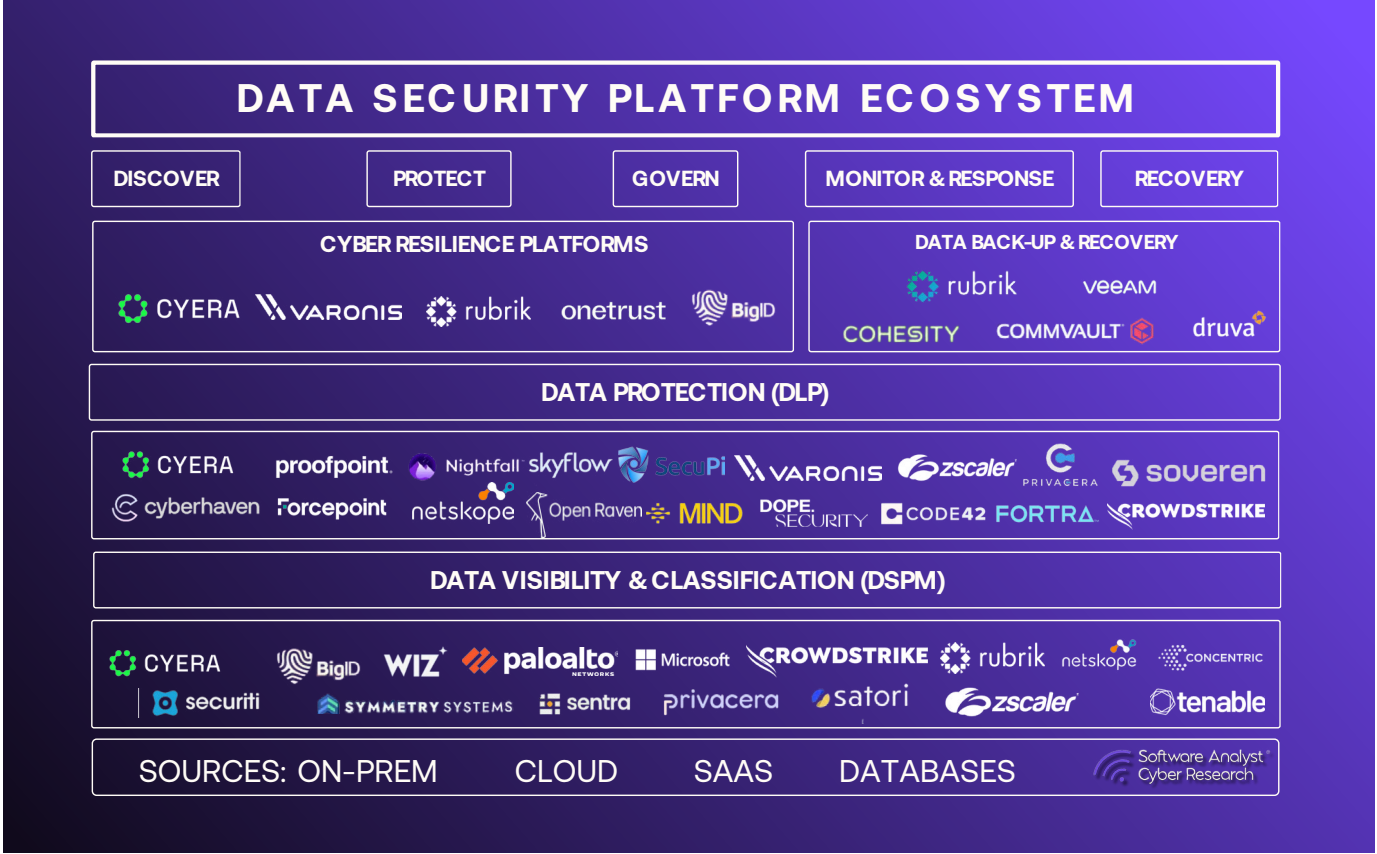 DATA SECURITY PLATFORM ECOSYSTEM
DISCOVER PROTECT GOVERN MONITOR & RESPONSE RECOVERY
CYBER RESILIENCE PLATFORMS
CYERA VARONIS rubrik onetrust BigID
DATA BACK-UP & RECOVERY
rubrik veeAM
COHESITY COMMVAULT druva
DATA PROTECTION (DLP)
CYERA proofpoint. Nightfall skyflow SecuPi VARONIS zscaler PRIVACERA soveren
cyberhaven Forcepoint netskope Open Raven MIND DOPE.SECURITY CODE42 FORTRA CROWDSTRIKE
DATA VISIBILITY & CLASSIFICATION (DSPM)
CYERA BigID WIZ paloalto NETWORKS Microsoft CROWDSTRIKE rubrik netskope CONCENTRIC
securiti SYMMETRY SYSTEMS sentra privacera satori zscaler tenable
SOURCES: ON-PREM CLOUD SAAS DATABASES
Software Analyst
Cyber Research